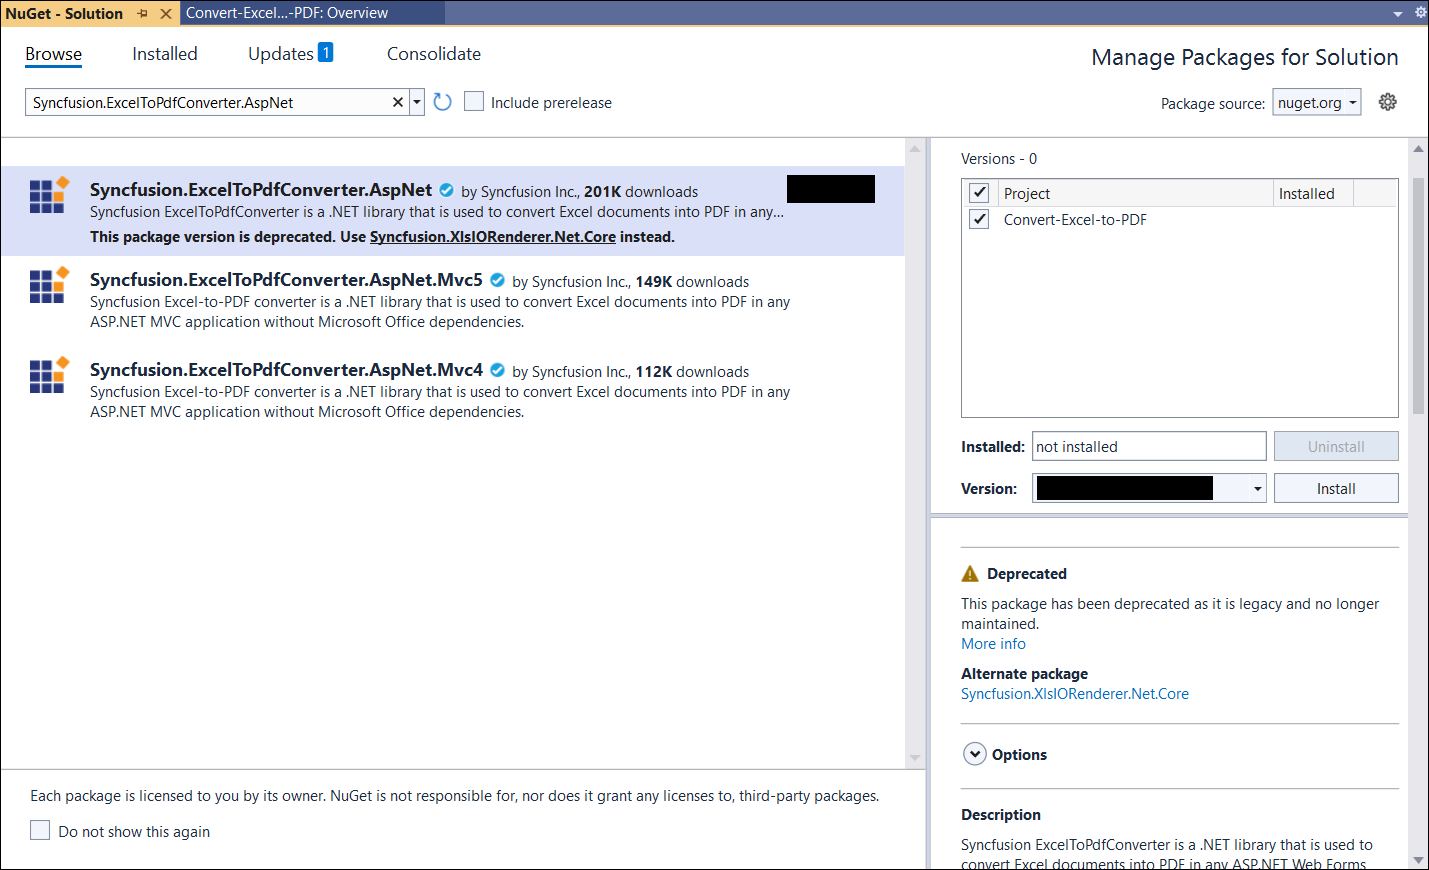 NuGet - Solution
Convert-Excel...-PDF: Overview
Browse
Installed
Updates 1
Consolidate
Manage Packages for Solution
Syncfusion.ExcelToPdfConverter.AspNet
Include prerelease
Package source: nuget.org
Syncfusion.ExcelToPdfConverter.AspNet by Syncfusion Inc., 201K downloads
Syncfusion ExcelToPdfConverter is a .NET library that is used to convert Excel documents into PDF in any...
This package version is deprecated. Use Syncfusion.XlsIORenderer.Net.Core instead.
Syncfusion.ExcelToPdfConverter.AspNet.Mvc5 by Syncfusion Inc., 149K downloads
Syncfusion Excel-to-PDF converter is a .NET library that is used to convert Excel documents into PDF in any
ASP.NET MVC application without Microsoft Office dependencies.
Syncfusion.ExcelToPdfConverter.AspNet.Mvc4 by Syncfusion Inc., 112K downloads
Syncfusion Excel-to-PDF converter is a .NET library that is used to convert Excel documents into PDF in any
ASP.NET MVC application without Microsoft Office dependencies.
Each package is licensed to you by its owner. NuGet is not responsible for, nor does it grant any licenses to, third-party packages.
Do not show this again
Versions - 0
Project
Installed
Convert-Excel-to-PDF
Installed: not installed
Uninstall
Version:
Install
Deprecated
This package has been deprecated as it is legacy and no longer
maintained.
More info
Alternate package
Syncfusion.XlsIORenderer.Net.Core
Options
Description
Syncfusion ExcelToPdfConverter is a .NET library that is used to
convert Excel documents into PDF in any ASP.NET Web Forms